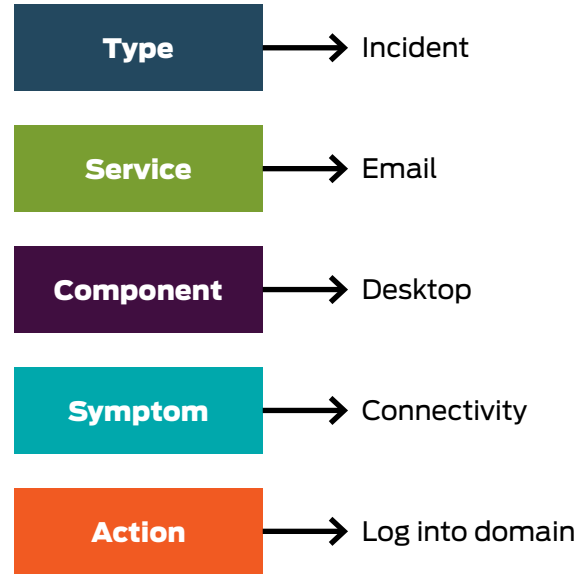 Type Incident
Service Email
Component Desktop
Symptom Connectivity
Action Log into domain